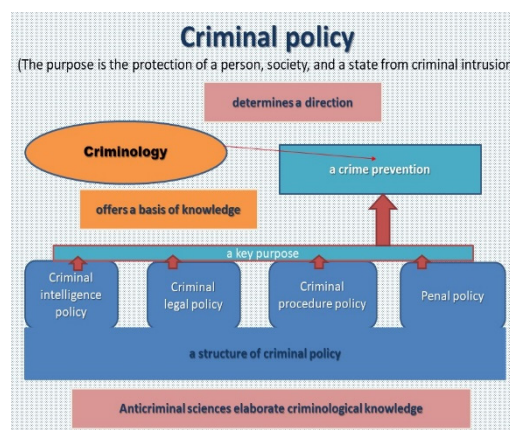 Criminal policy
(The purpose is the protection of a person, society, and a state from criminal intrusion
determines a direction
Criminology
a crime prevention
offers a basis of knowledge
a key purpose
Criminal
intelligence
policy
Criminal
legal policy
Criminal
procedure policy
Penal policy
a structure of criminal policy
Anticriminal sciences elaborate criminological knowledge